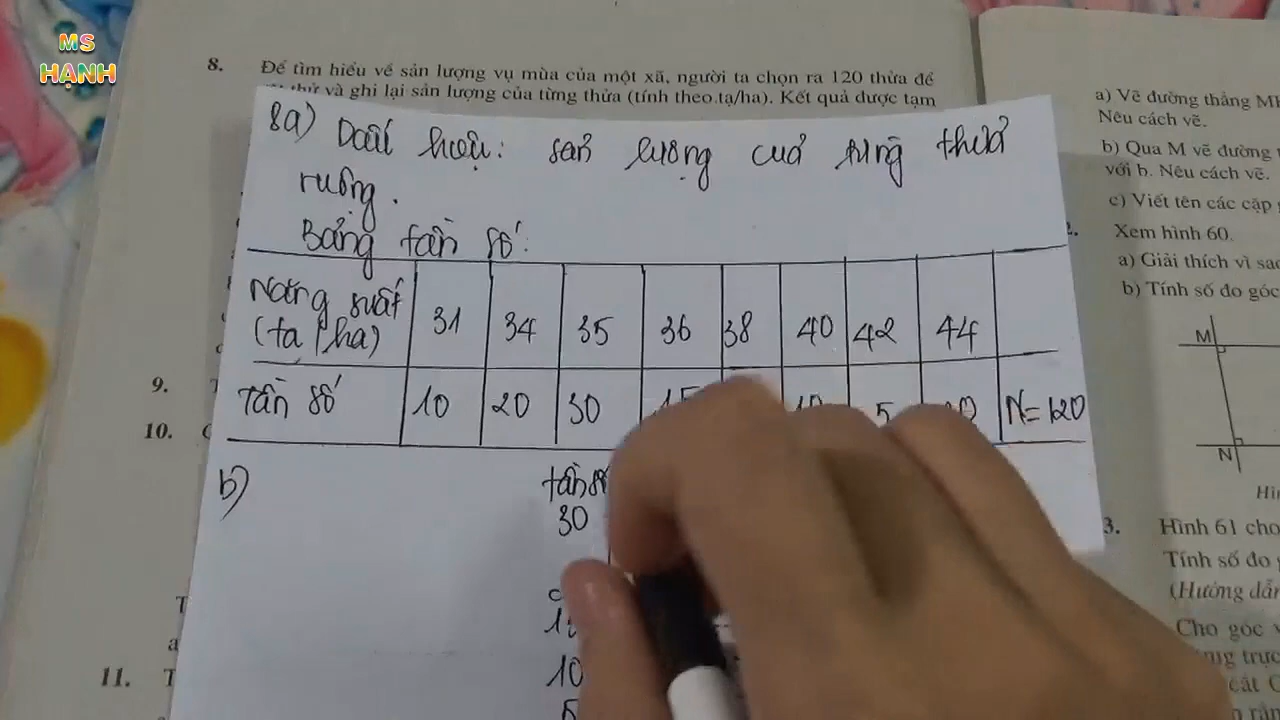 MS
HẠNH
8. Để tìm hiểu về sản lượng vụ mùa của một xã, người ta chọn ra 120 thửa để
thử và ghi lại sản lượng của từng thửa (tính theo tạ/ha). Kết quả được tạm
8a) Dấu hiệu: sản lượng của từng thửa
ruộng.
Bảng tần số:
Năng suất (tạ/ha) 31 34 35 36 38 40 42 44
Tần số 10 20 30 15 10 5 N=120
b) tần số
30
10
5
9.
10.
11. T
a) Vẽ đường thẳng
Nêu cách vẽ.
b) Qua M vẽ đường
với b. Nêu cách vẽ.
c) Viết tên các cặp
Xem hình 60.
a) Giải thích vì
b) Tính số đo góc
M
N
3. Hình 61 cho
Tính số đo
(Hướng dẫn
Cho góc